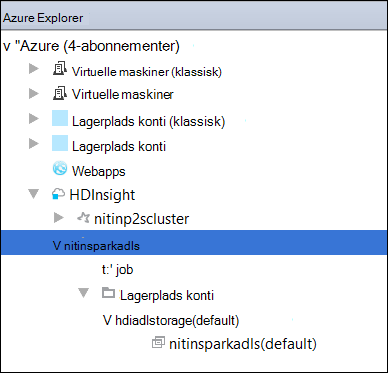 Azure Explorer
v "Azure (4-abonnementer)
Virtuelle maskiner (klassisk)
Virtuelle maskiner
Lagerplads konti (klassisk)
Lagerplads konti
Webapps
HDInsight
nitinp2scluster
V nitinsparkadls
t:' job
Lagerplads konti
V hdiadlstorage(default)
nitinsparkadls(default)